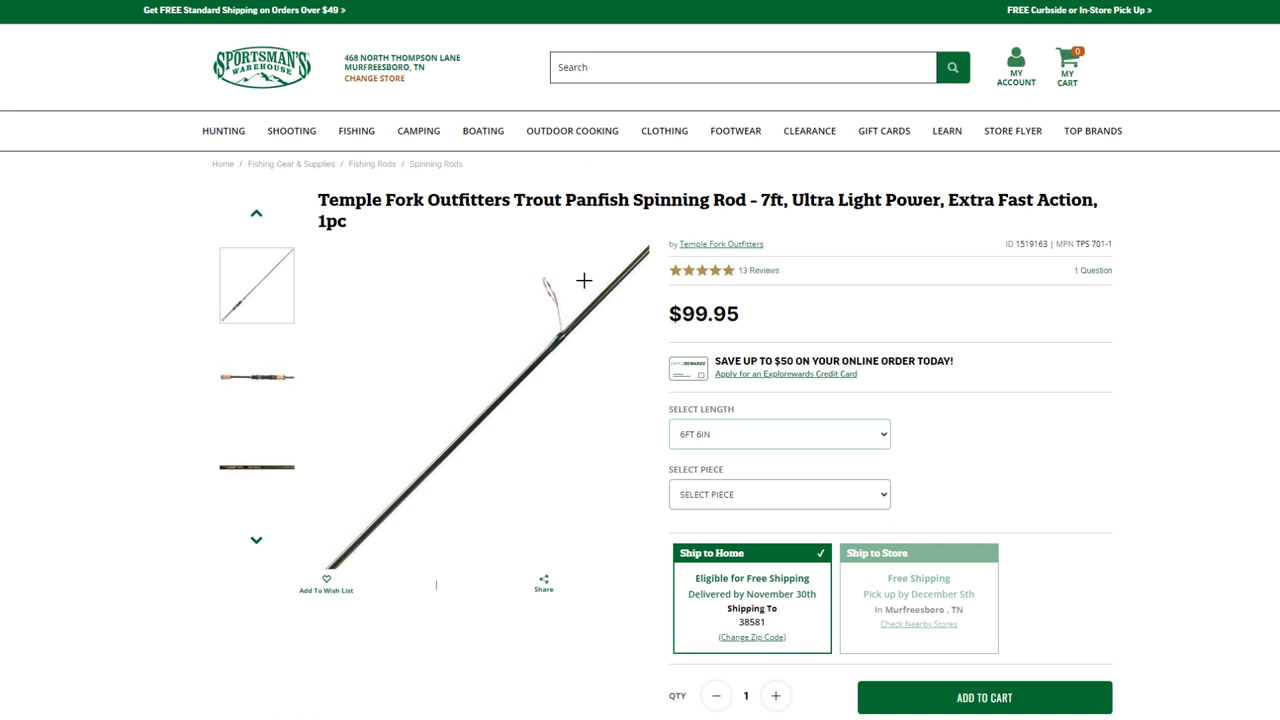 Get FREE Standard Shipping on Orders Over $49 »
FREE Curbside or In-Store Pick Up »
SPORTSMAN'S
WAREHOUSE
468 NORTH THOMPSON LANE
MURFREESBORO, TN
CHANGE STORE
Search
MY
ACCOUNT
0
MY
CART
HUNTING SHOOTING FISHING CAMPING BOATING OUTDOOR COOKING CLOTHING FOOTWEAR CLEARANCE GIFT CARDS LEARN STORE FLYER TOP BRANDS
Home / Fishing Gear & Supplies / Fishing Rods / Spinning Rods
Temple Fork Outfitters Trout Panfish Spinning Rod - 7ft, Ultra Light Power, Extra Fast Action,
1pc
by Temple Fork Outfitters
ID 1519163 | MPN TPS 701-1
13 Reviews
1 Question
$99.95
SAVE UP TO $50 ON YOUR ONLINE ORDER TODAY!
Apply for an Explorewards Credit Card
SELECT LENGTH
6FT 6IN
SELECT PIECE
SELECT PIECE
Ship to Home ✓
Eligible for Free Shipping
Delivered by November 30th
Shipping To
38581
(Change Zip Code)
Ship to Store
Free Shipping
Pick up by December 5th
In Murfreesboro , TN
Check Nearby Stores
Add To Wish List
|
Share
QTY − 1 +
ADD TO CART